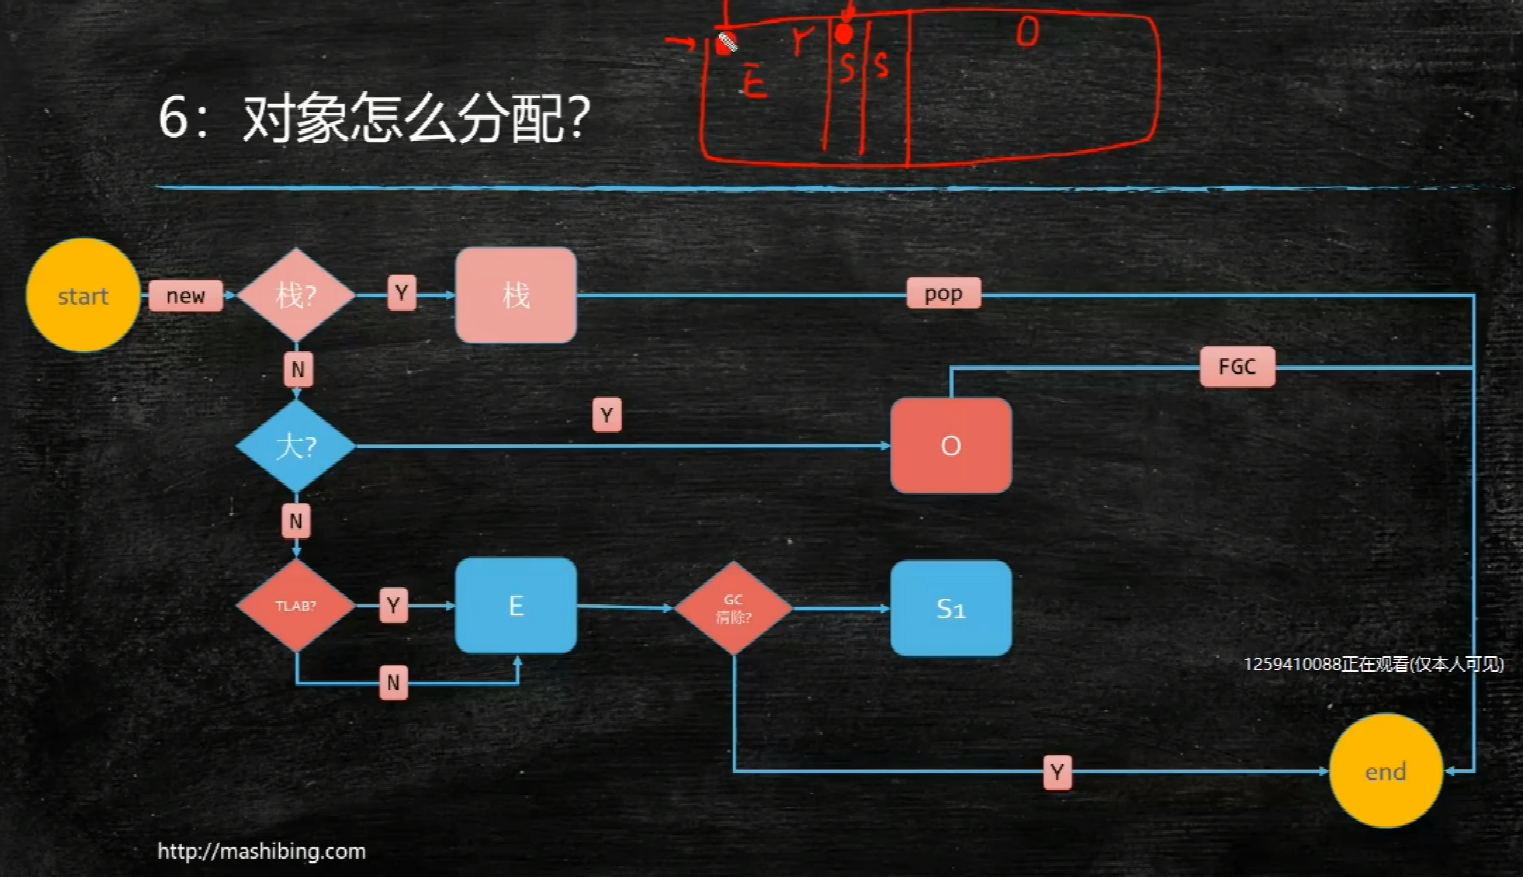 Y
O
E
S
S
6：对象怎么分配？
start
new
栈？
Y
栈
pop
N
FGC
Y
大？
O
N
TLAB?
Y
E
GC
清除？
S1
N
1259410088正在观看(仅本人可见)
Y
end
http://mashibing.com